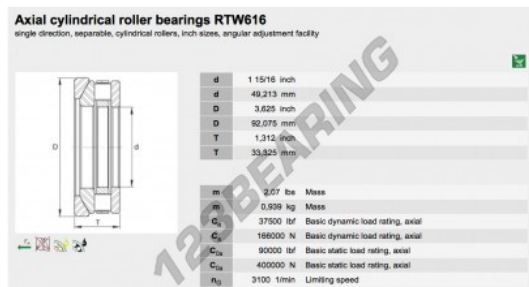 Axial cylindrical roller bearings RTW616
single direction, separable, cylindrical rollers, inch sizes, angular adjustment facility
d 1 15/16 inch
d 49,213 mm
D 3,625 inch
D 92,075 mm
T 1,312 inch
T 33,325 mm
D
d
T
m 2,07 lbs Mass
m 0,939 kg Mass
Ca 37500 lbf Basic dynamic load rating, axial
Ca 166000 N Basic dynamic load rating, axial
C0a 90000 lbf Basic static load rating, axial
C0a 400000 N Basic static load rating, axial
nG 3100 1/min Limiting speed
123BEARING